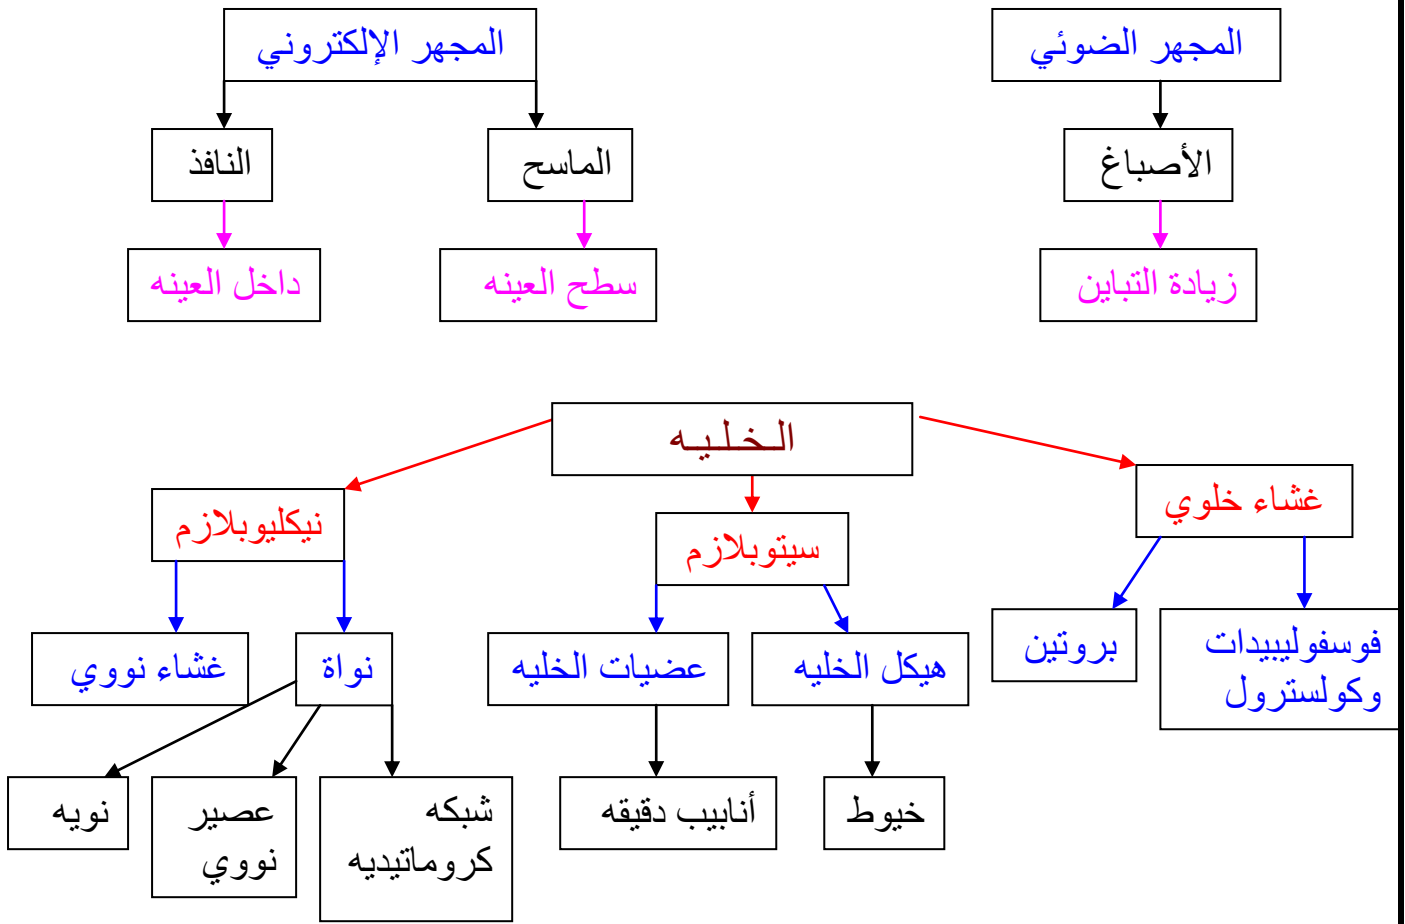 المجهر الضوئي
المجهر الإلكتروني
الأصباغ
الماسح
النافذ
زيادة التباين
سطح العينه
داخل العينه
الـخـلـيـه
غشاء خلوي
سيتوبلازم
نيكليوبلازم
فوسفوليبيدات
وكولسترول
بروتين
هيكل الخليه
عضيات الخليه
نواة
غشاء نووي
خيوط
أنابيب دقيقه
شبكه
كروماتيديه
عصير
نووي
نويه